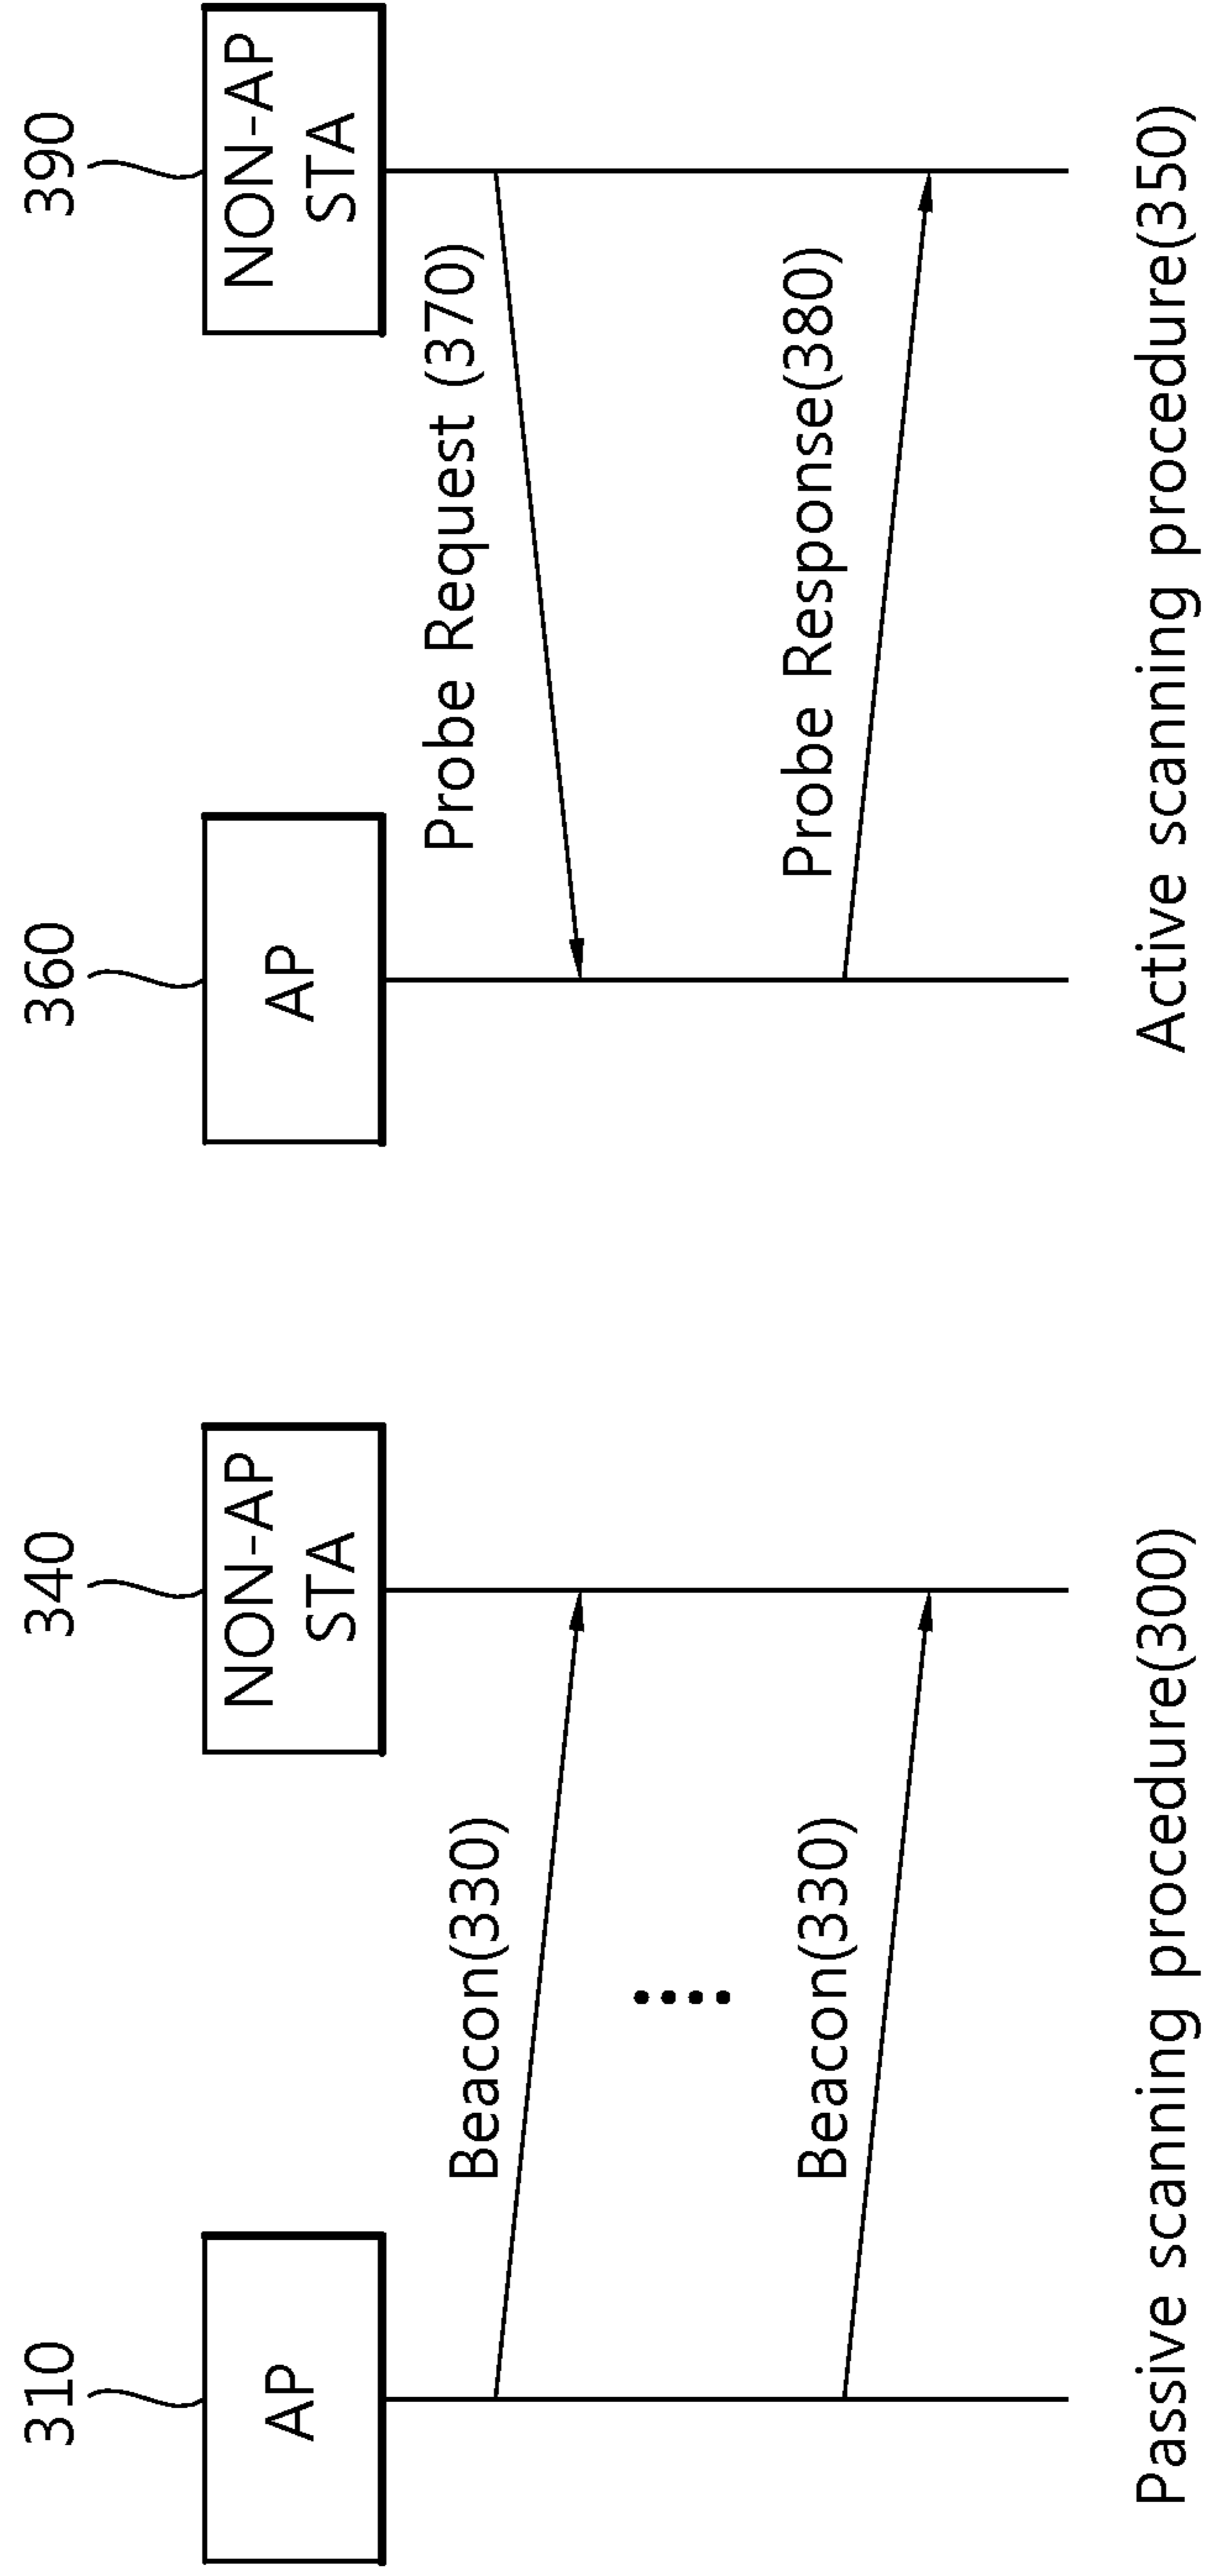 310
AP
340
NON-AP
STA
Beacon(330)
Beacon(330)
Passive scanning procedure(300)
360
AP
390
NON-AP
STA
Probe Request (370)
Probe Response(380)
Active scanning procedure(350)